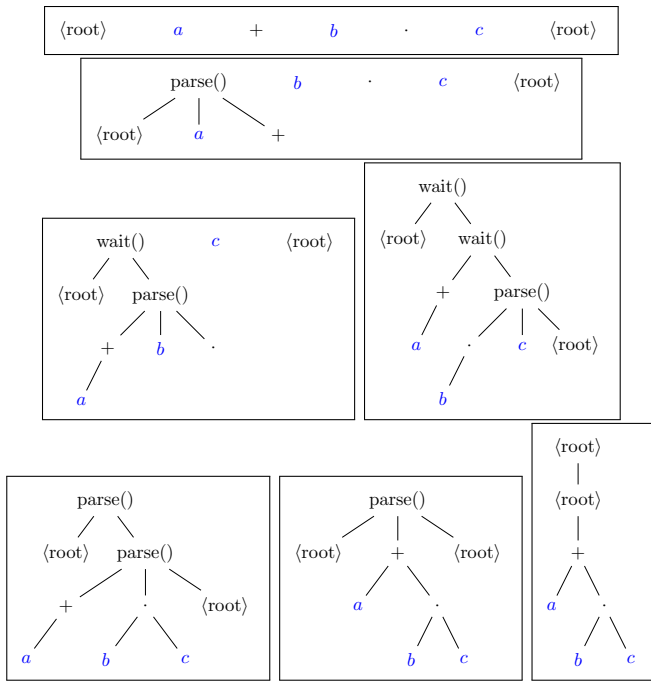 ⟨root⟩ a + b · c ⟨root⟩
parse() b · c ⟨root⟩
⟨root⟩ a +
wait() c ⟨root⟩
⟨root⟩ parse()
+ b ·
a
wait()
⟨root⟩ wait()
+ parse()
a · c ⟨root⟩
b
parse()
⟨root⟩ parse()
+ · ⟨root⟩
a b c
parse()
⟨root⟩ + ⟨root⟩
a ·
b c
⟨root⟩
⟨root⟩
+
a ·
b c